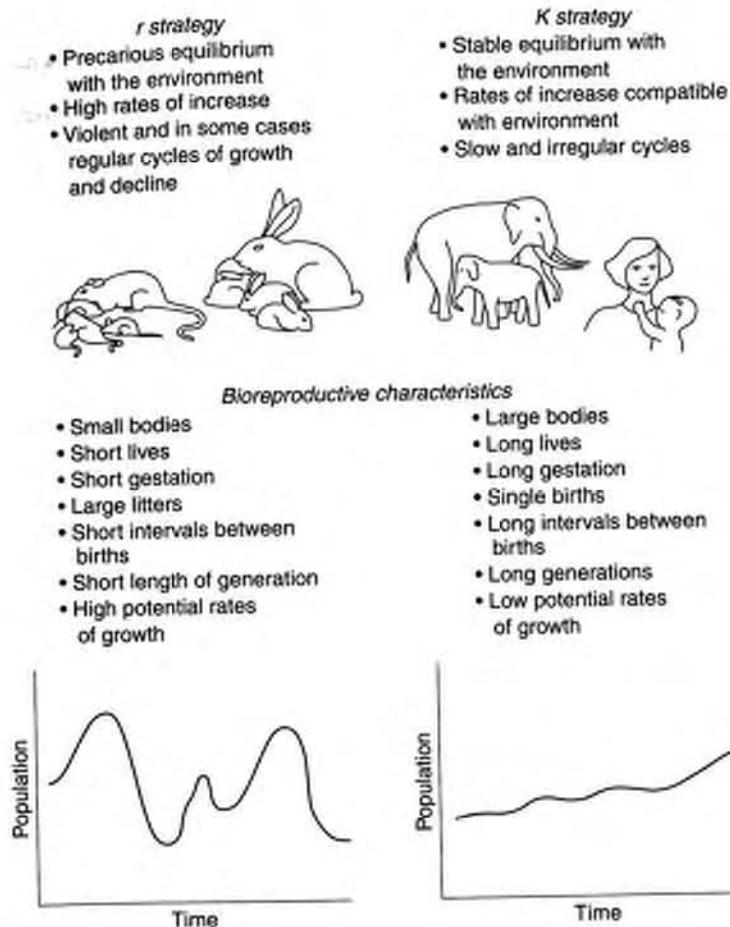 r strategy
• Precarious equilibrium
with the environment
• High rates of increase
• Violent and in some cases
regular cycles of growth
and decline
K strategy
• Stable equilibrium with
the environment
• Rates of increase compatible
with environment
• Slow and irregular cycles
Bioreproductive characteristics
• Small bodies
• Short lives
• Short gestation
• Large litters
• Short intervals between
births
• Short length of generation
• High potential rates
of growth
• Large bodies
• Long lives
• Long gestation
• Single births
• Long intervals between
births
• Long generations
• Low potential rates
of growth
Population
Time
Population
Time